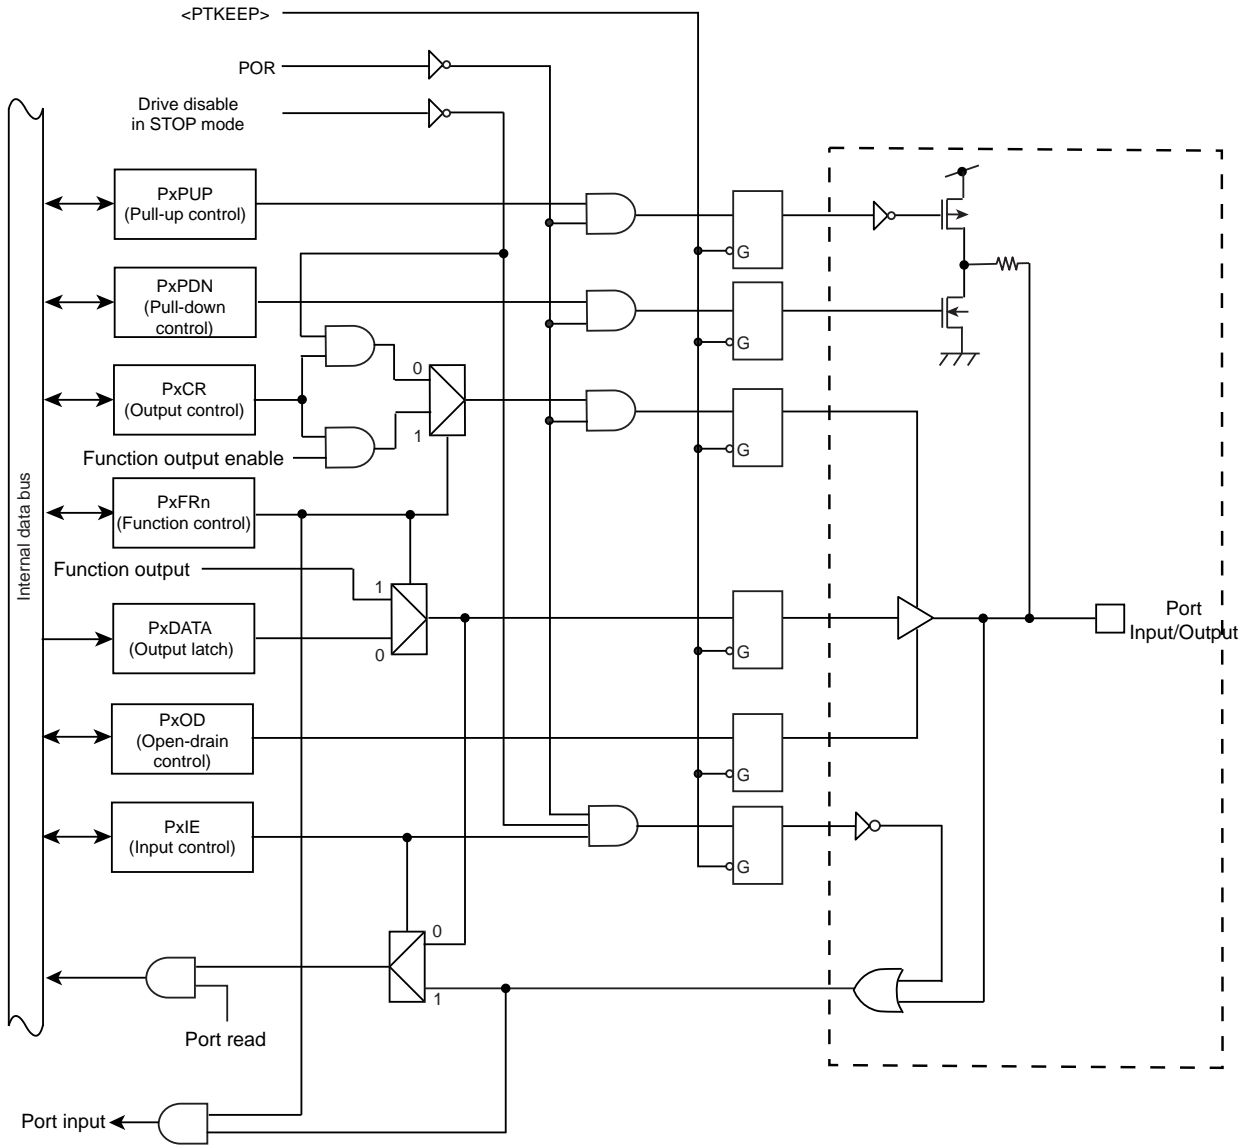 <PTKEEP>
POR
Drive disable
in STOP mode
PxPUP
(Pull-up control)
G
PxPDN
(Pull-down
control)
G
PxCR
(Output control)
0
1
G
Function output enable
PxFRn
(Function control)
Internal data bus
Function output
1
0
PxDATA
(Output latch)
G
Port
Input/Output
PxOD
(Open-drain
control)
G
PxIE
(Input control)
G
0
1
Port read
Port input